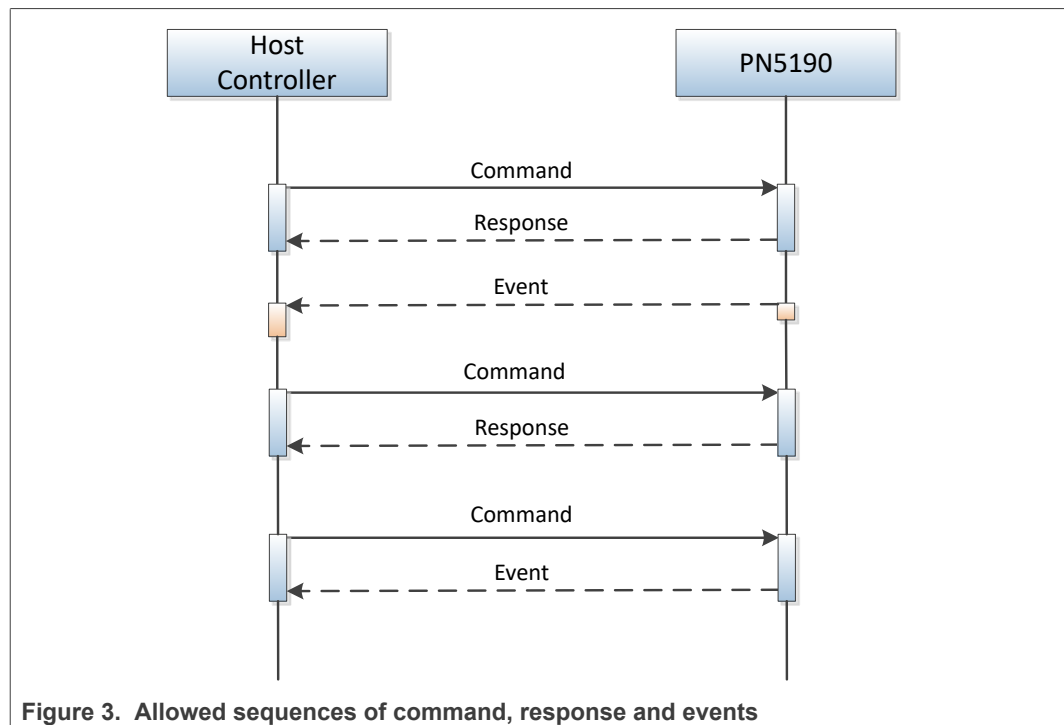 Host
Controller
PN5190
Command
Response
Event
Command
Response
Command
Event
Figure 3. Allowed sequences of command, response and events